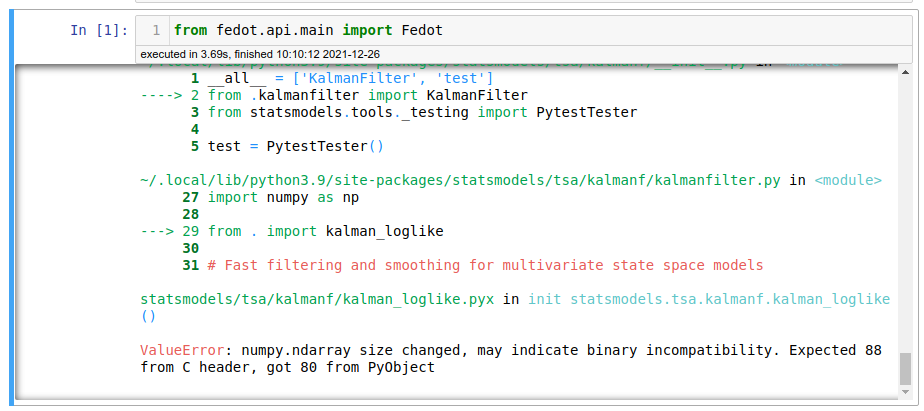 In [1]: 1 from fedot.api.main import Fedot
executed in 3.69s, finished 10:10:12 2021-12-26
1 __all__ = ['KalmanFilter', 'test']
----> 2 from .kalmanfilter import KalmanFilter
3 from statsmodels.tools._testing import PytestTester
4
5 test = PytestTester()
~/.local/lib/python3.9/site-packages/statsmodels/tsa/kalmanf/kalmanfilter.py in <module>
27 import numpy as np
28
---> 29 from . import kalman_loglike
30
31 # Fast filtering and smoothing for multivariate state space models
statsmodels/tsa/kalmanf/kalman_loglike.pyx in init statsmodels.tsa.kalmanf.kalman_loglike
()
ValueError: numpy.ndarray size changed, may indicate binary incompatibility. Expected 88
from C header, got 80 from PyObject